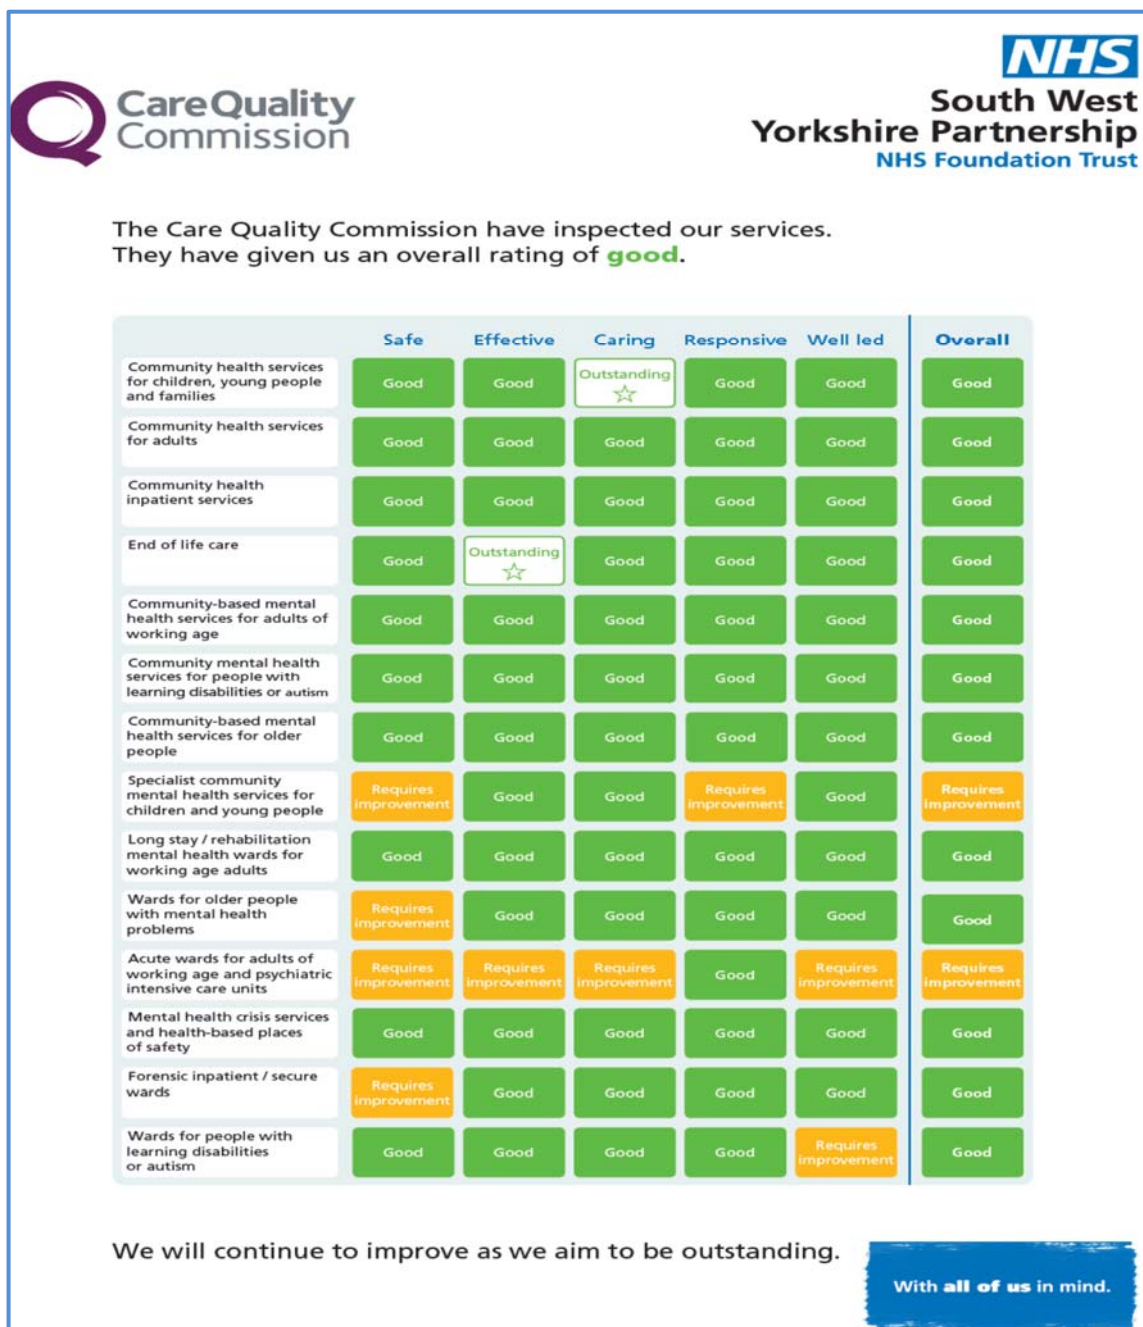 CareQuality
Commission
NHS
South West
Yorkshire Partnership
NHS Foundation Trust
The Care Quality Commission have inspected our services.
They have given us an overall rating of good.
Safe Effective Caring Responsive Well led Overall
Community health services
for children, young people
and families
Good Good Outstanding Good Good Good
Community health services
for adults
Good Good Good Good Good Good
Community health
inpatient services
Good Good Good Good Good Good
End of life care
Good Outstanding Good Good Good Good
Community-based mental
health services for adults of
working age
Good Good Good Good Good Good
Community mental health
services for people with
learning disabilities or autism
Good Good Good Good Good Good
Community-based mental
health services for older
people
Good Good Good Good Good Good
Specialist community
mental health services for
children and young people
Requires improvement Good Good Requires improvement Good Requires improvement
Long stay / rehabilitation
mental health wards for
working age adults
Good Good Good Good Good Good
Wards for older people
with mental health
problems
Requires improvement Good Good Good Good Good
Acute wards for adults of
working age and psychiatric
intensive care units
Requires improvement Requires improvement Requires improvement Good Requires improvement Requires improvement
Mental health crisis services
and health-based places
of safety
Good Good Good Good Good Good
Forensic inpatient / secure
wards
Requires improvement Good Good Good Good Good
Wards for people with
learning disabilities
or autism
Good Good Good Good Requires improvement Good
We will continue to improve as we aim to be outstanding.
With all of us in mind.